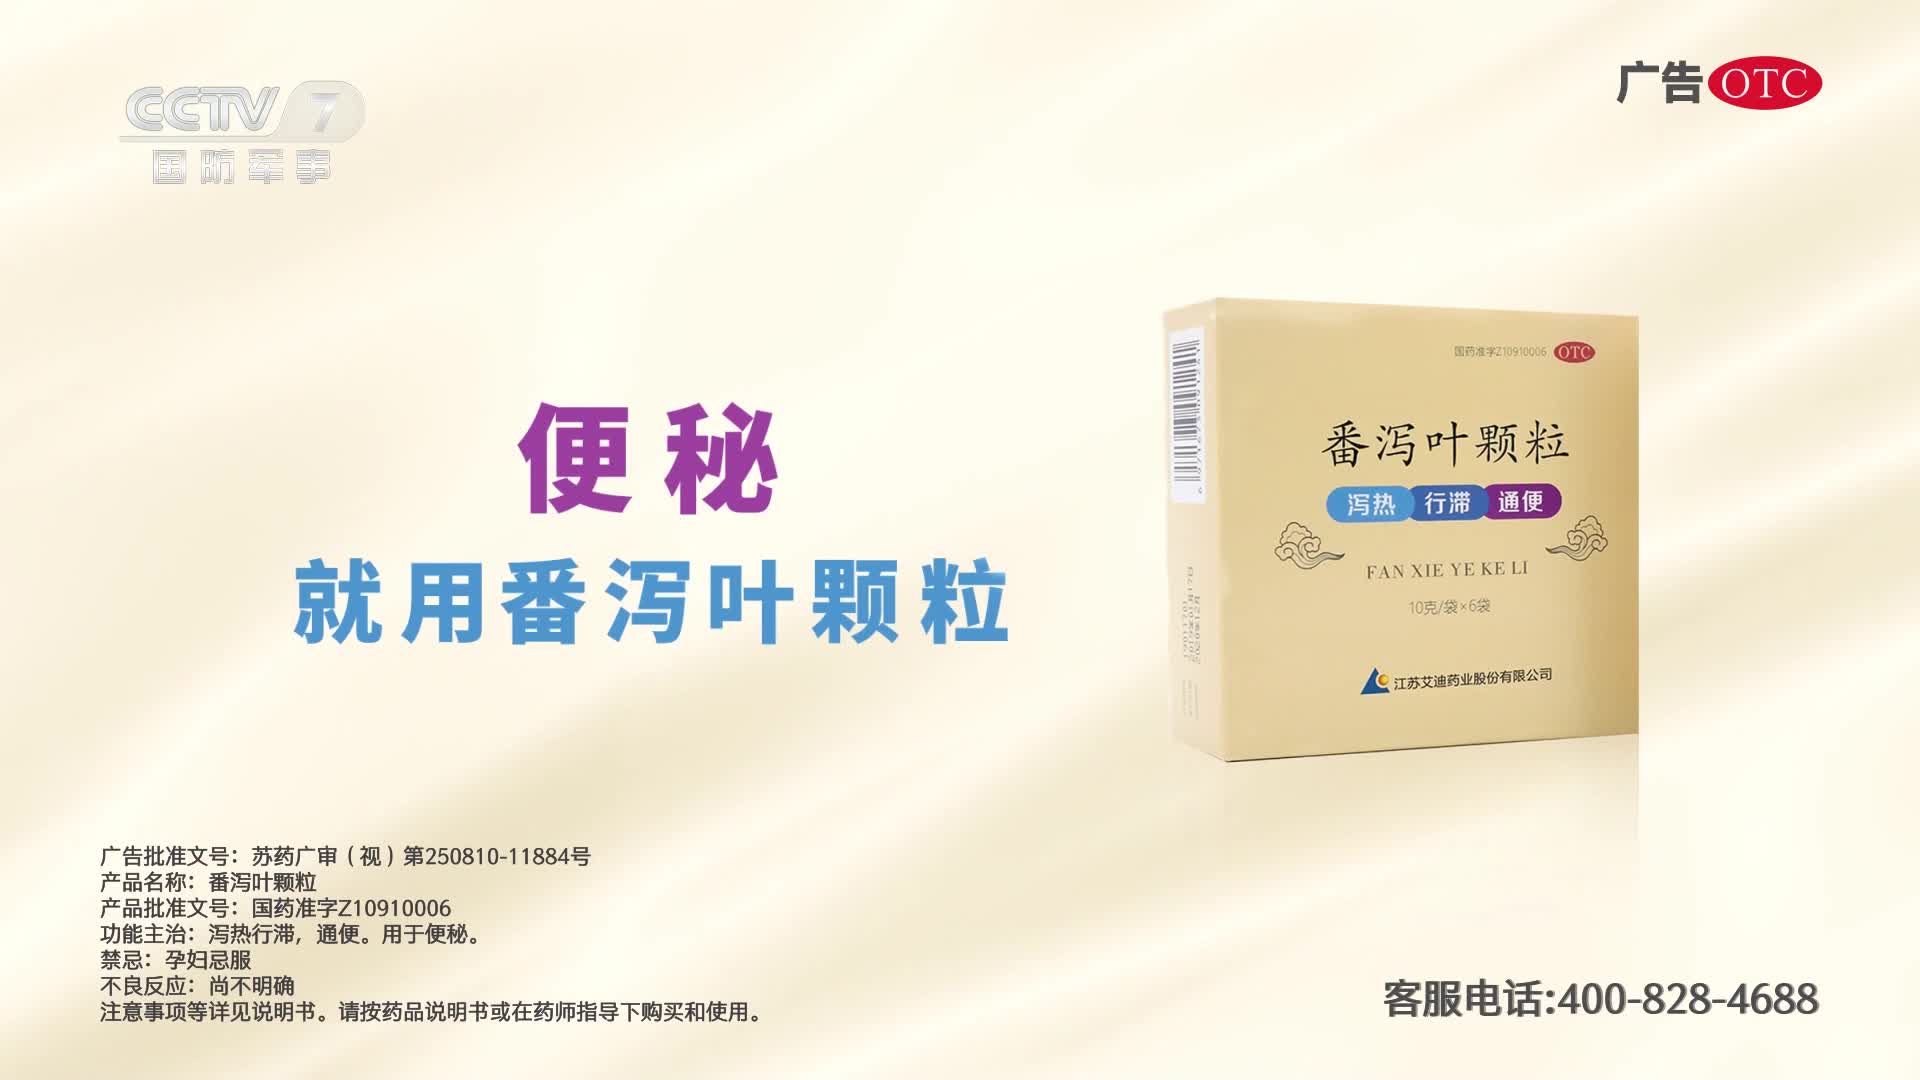 CCTV 7
国防军事
广告 OTC
便秘
就用番泻叶颗粒
国药准字Z10910006 OTC
番泻叶颗粒
泻热 行滞 通便
FAN XIE YE KE LI
10克/袋×6袋
江苏艾迪药业股份有限公司
广告批准文号：苏药广审（视）第250810-11884号
产品名称：番泻叶颗粒
产品批准文号：国药准字Z10910006
功能主治：泻热行滞，通便。用于便秘。
禁忌：孕妇忌服
不良反应：尚不明确
注意事项等详见说明书。请按药品说明书或在药师指导下购买和使用。
客服电话:400-828-4688